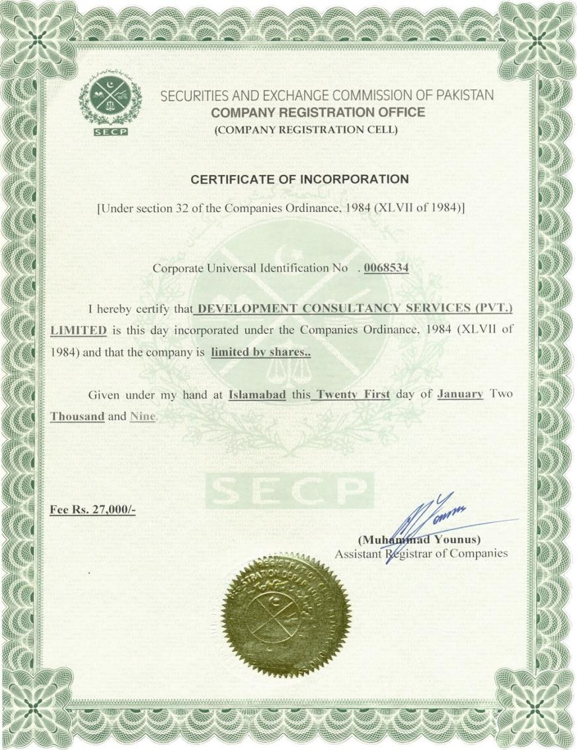 SECURITIES AND EXCHANGE COMMISSION OF PAKISTAN
COMPANY REGISTRATION OFFICE
(COMPANY REGISTRATION CELL)
SECP
CERTIFICATE OF INCORPORATION
[Under section 32 of the Companies Ordinance, 1984 (XLVII of 1984)]
Corporate Universal Identification No . 0068534
I hereby certify that DEVELOPMENT CONSULTANCY SERVICES (PVT.)
LIMITED is this day incorporated under the Companies Ordinance, 1984 (XLVII of
1984) and that the company is limited by shares..
Given under my hand at Islamabad this Twenty First day of January Two
Thousand and Nine.
SECP
Fee Rs. 27,000/-
(Muhammad Younus)
Assistant Registrar of Companies